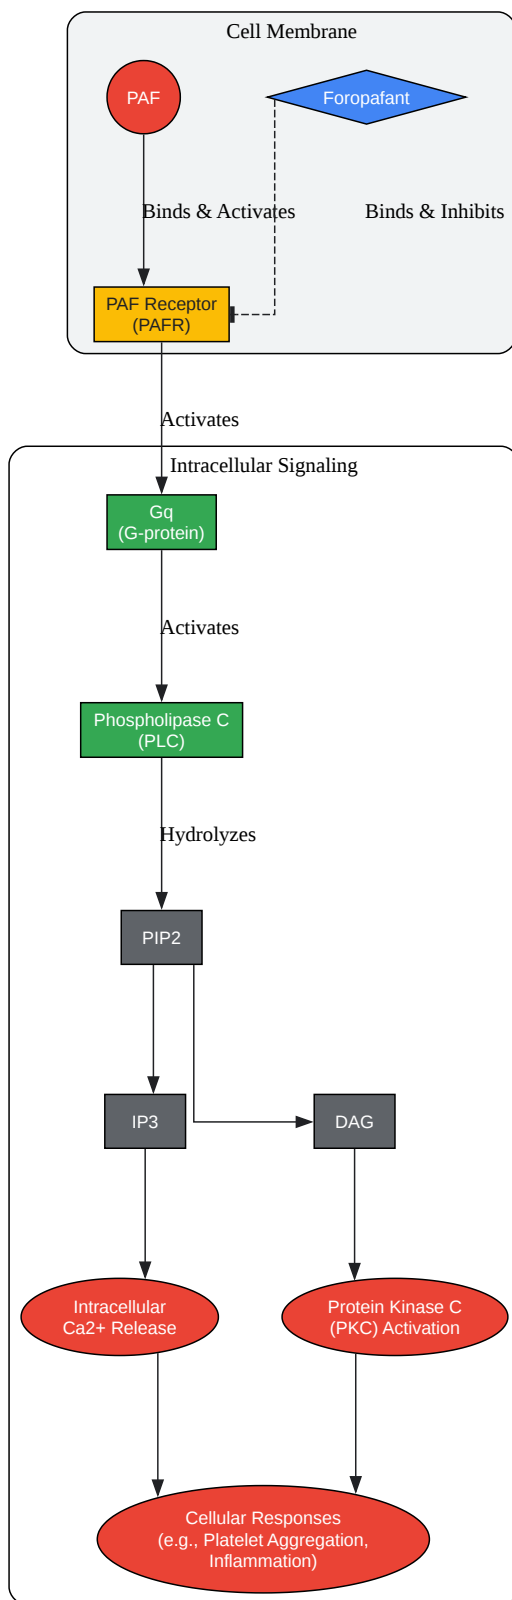 Cell Membrane
PAF
Foropafant
Binds & Activates
Binds & Inhibits
PAF Receptor
(PAFR)
Activates
Intracellular Signaling
Gq
(G-protein)
Activates
Phospholipase C
(PLC)
Hydrolyzes
PIP2
IP3
DAG
Intracellular
Ca2+ Release
Protein Kinase C
(PKC) Activation
Cellular Responses
(e.g., Platelet Aggregation,
Inflammation)